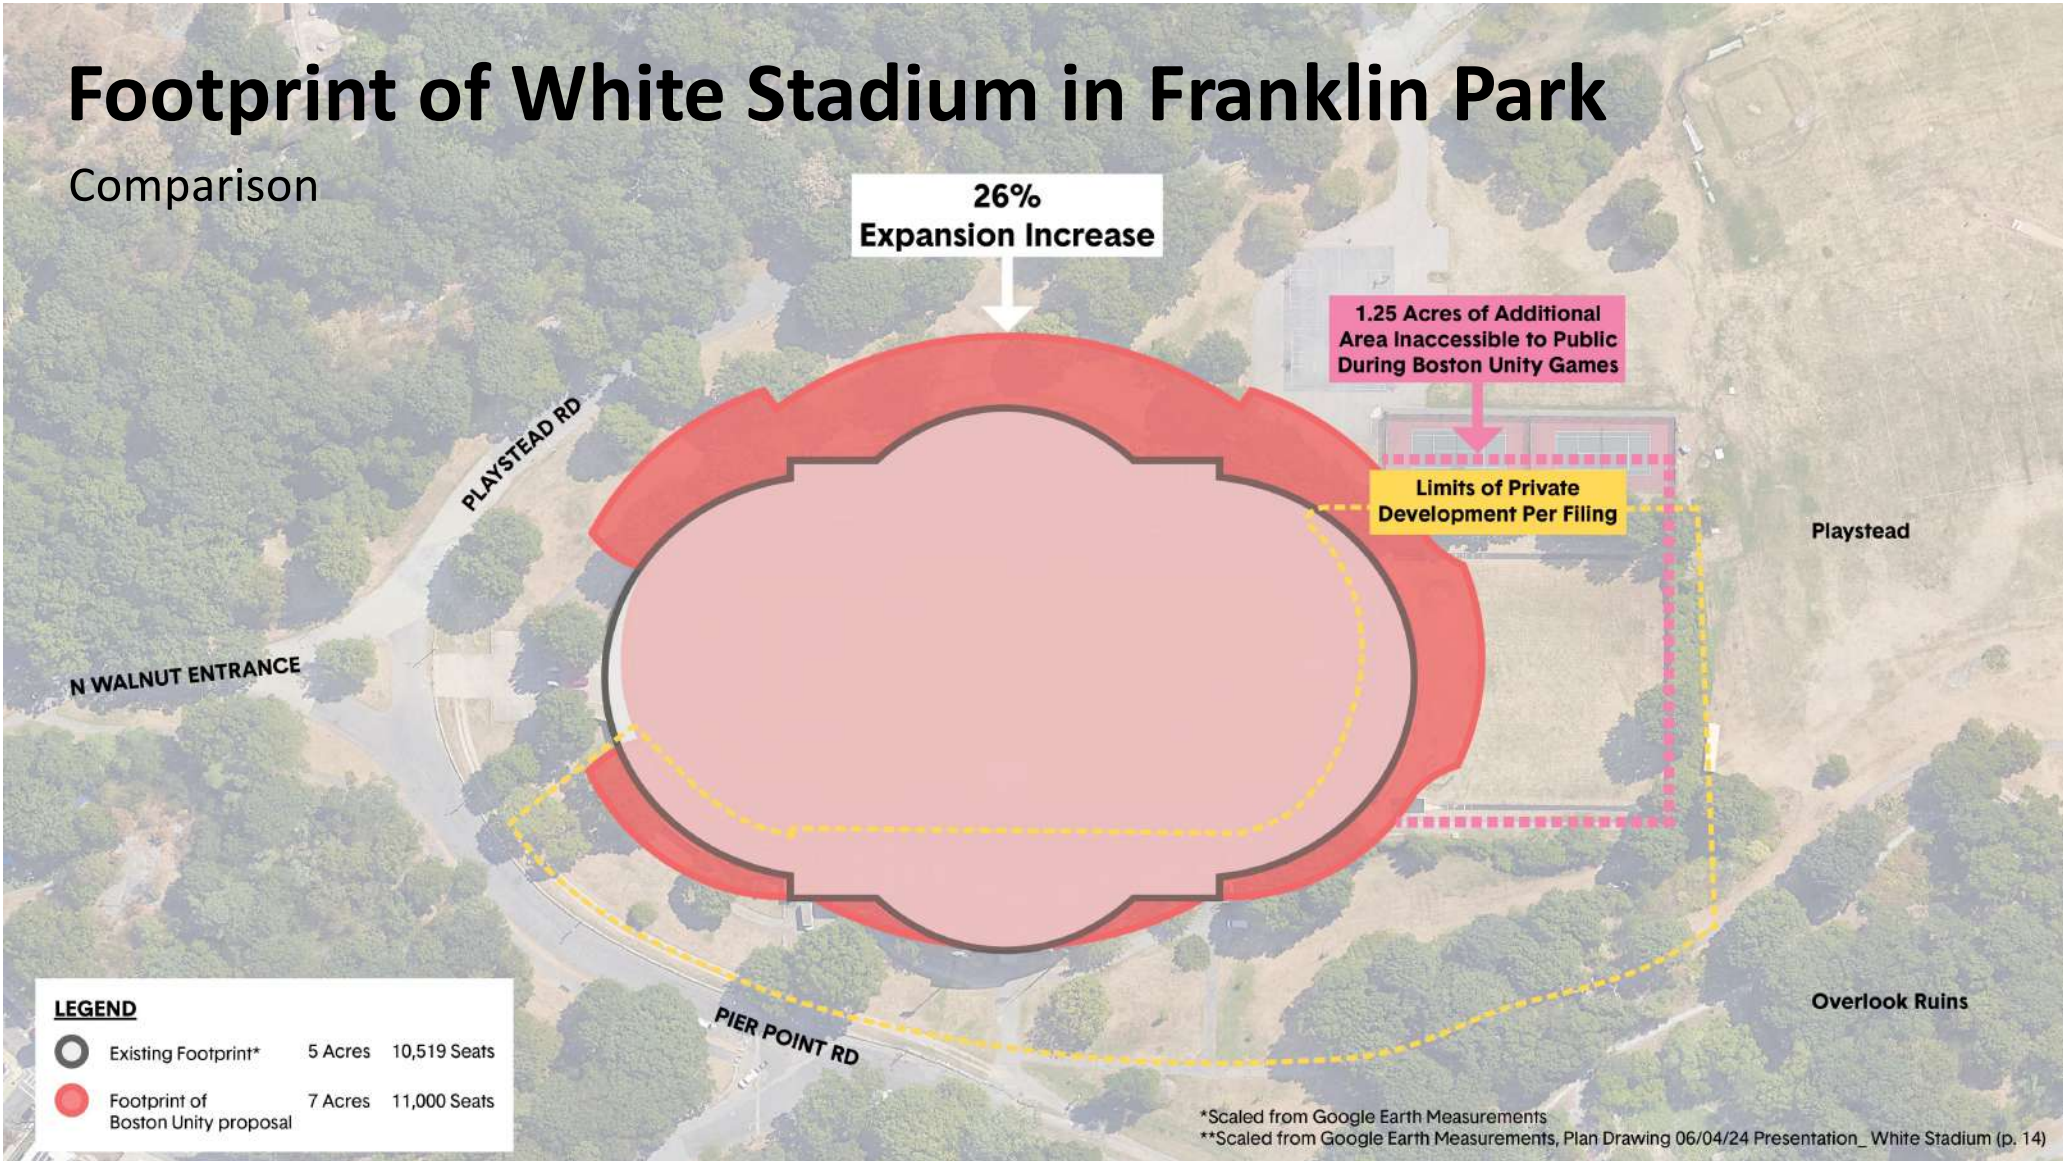 Footprint of White Stadium in Franklin Park
Comparison
26%
Expansion Increase
1.25 Acres of Additional
Area Inaccessible to Public
During Boston Unity Games
Limits of Private
Development Per Filing
PLAYSTEAD RD
Playstead
N WALNUT ENTRANCE
PIER POINT RD
Overlook Ruins
LEGEND
Existing Footprint* 5 Acres 10,519 Seats
Footprint of
Boston Unity proposal 7 Acres 11,000 Seats
*Scaled from Google Earth Measurements
**Scaled from Google Earth Measurements, Plan Drawing 06/04/24 Presentation_ White Stadium (p. 14)